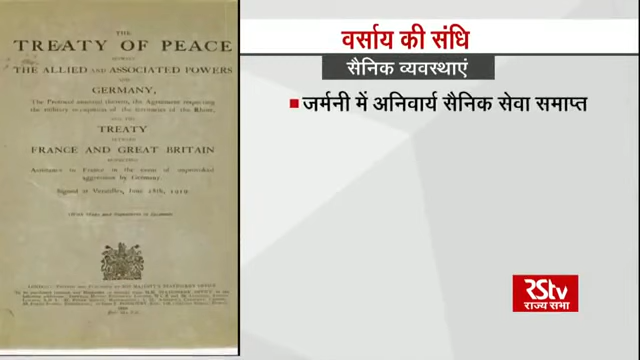 THE
TREATY OF PEACE
BETWEEN
THE ALLIED AND ASSOCIATED POWERS
AND
GERMANY,
The Protocol annexed thereto, the Agreement respecting
the military occupation of the territories of the Rhine,
AND THE
TREATY
BETWEEN
FRANCE AND GREAT BRITAIN
RESPECTING
Assistance to France in the event of unprovoked
aggression by Germany.
Signed at Versailles, June 28th, 1919.
वर्साय की संधि
सैनिक व्यवस्थाएं
जर्मनी में अनिवार्य सैनिक सेवा समाप्त
RStv
राज्य सभा